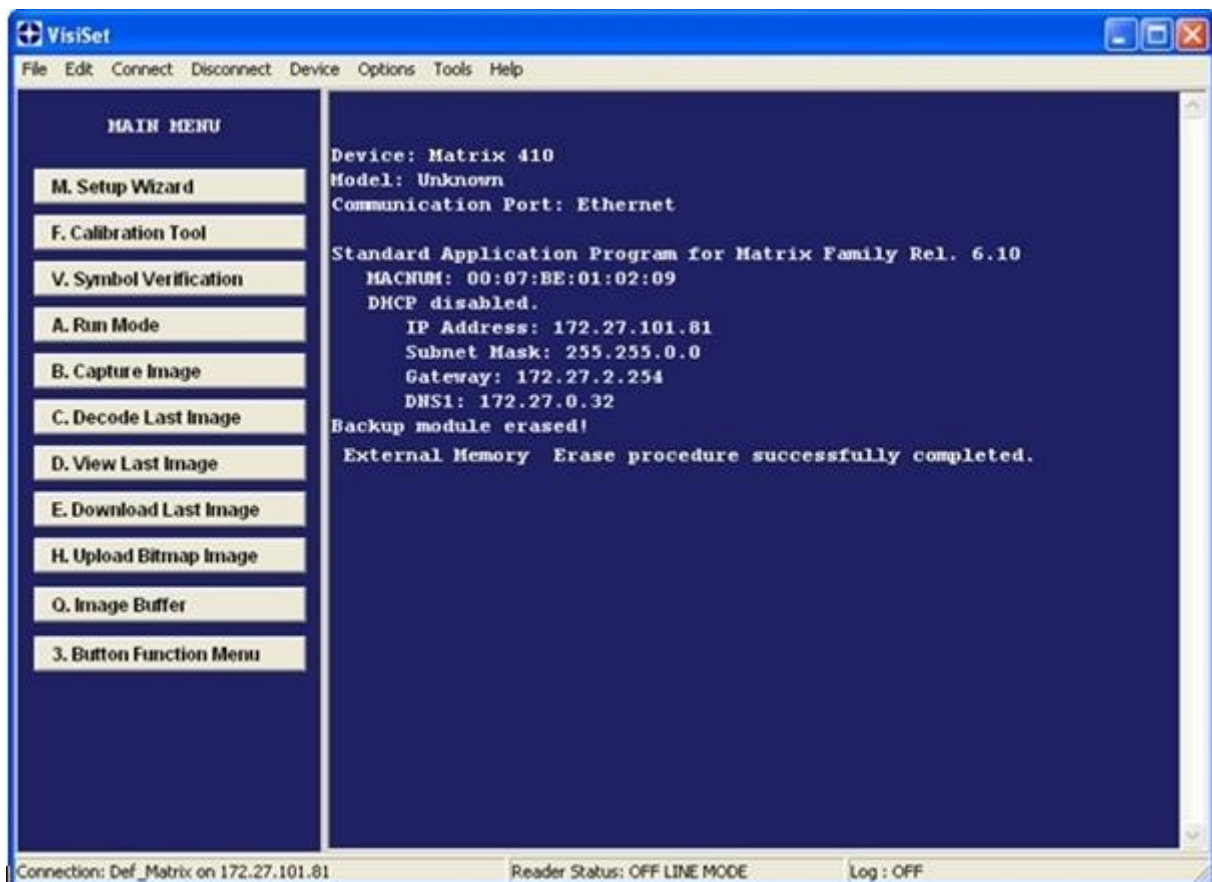 VisiSet
File Edit Connect Disconnect Device Options Tools Help
MAIN MENU
M. Setup Wizard
F. Calibration Tool
V. Symbol Verification
A. Run Mode
B. Capture Image
C. Decode Last Image
D. View Last Image
E. Download Last Image
H. Upload Bitmap Image
Q. Image Buffer
3. Button Function Menu
Device: Matrix 410
Model: Unknown
Communication Port: Ethernet
Standard Application Program for Matrix Family Rel. 6.10
MACNUM: 00:07:BE:01:02:09
DHCP disabled.
IP Address: 172.27.101.81
Subnet Mask: 255.255.0.0
Gateway: 172.27.2.254
DNS1: 172.27.0.32
Backup module erased!
External Memory Erase procedure successfully completed.
Connection: Def_Matrix on 172.27.101.81
Reader Status: OFF LINE MODE
Log : OFF